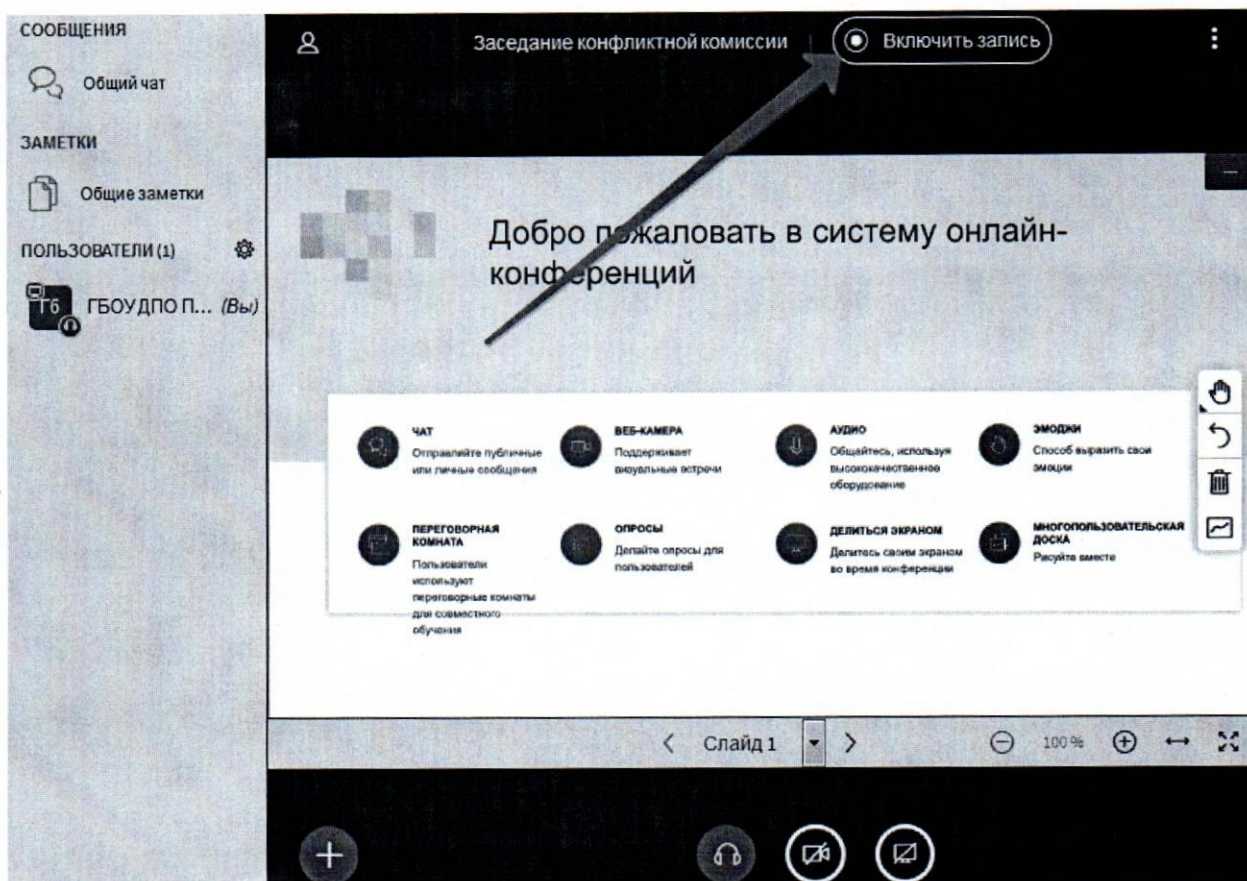 СООБЩЕНИЯ
Общий чат
ЗАМЕТКИ
Общие заметки
ПОЛЬЗОВАТЕЛИ (1)
Гб ГБОУ ДПО П... (Вы)
Заседание конфликтной комиссии
Включить запись
Добро пожаловать в систему онлайн-
конференций
ЧАТ
Отправляйте публичные
или личные сообщения
ВЕБ-КАМЕРА
Поддерживает
визуальные встречи
АУДИО
Общайтесь, используя
высококачественное
оборудование
ЭМОДЖИ
Способ выразить свои
эмоции
ПЕРЕГОВОРНАЯ
КОМНАТА
Пользователи
используют
переговорные комнаты
для совместного
обучения
ОПРОСЫ
Делайте опросы для
пользователей
ДЕЛИТЬСЯ ЭКРАНОМ
Делитесь своим экраном
во время конференции
МНОГОПОЛЬЗОВАТЕЛЬСКАЯ
ДОСКА
Рисуйте вместе
Слайд 1
100 %